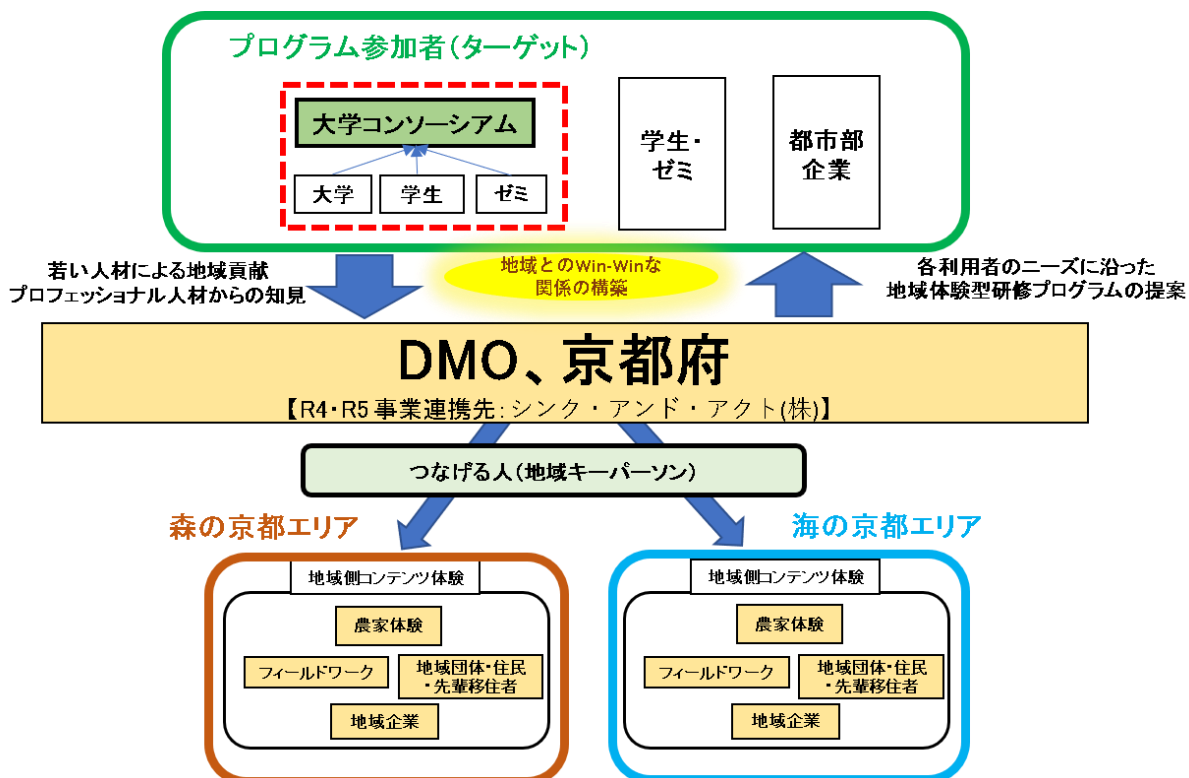 プログラム参加者(ターゲット)
大学コンソーシアム
大学
学生
ゼミ
学生・
ゼミ
都市部
企業
若い人材による地域貢献
プロフェッショナル人材からの知見
地域とのWin-Winな
関係の構築
各利用者のニーズに沿った
地域体験型研修プログラムの提案
DMO、京都府
【R4・R5 事業連携先:シンク・アンド・アクト(株)】
つなげる人(地域キーパーソン)
森の京都エリア
地域側コンテンツ体験
農家体験
フィールドワーク
地域団体・住民
・先輩移住者
地域企業
海の京都エリア
地域側コンテンツ体験
農家体験
フィールドワーク
地域団体・住民
・先輩移住者
地域企業